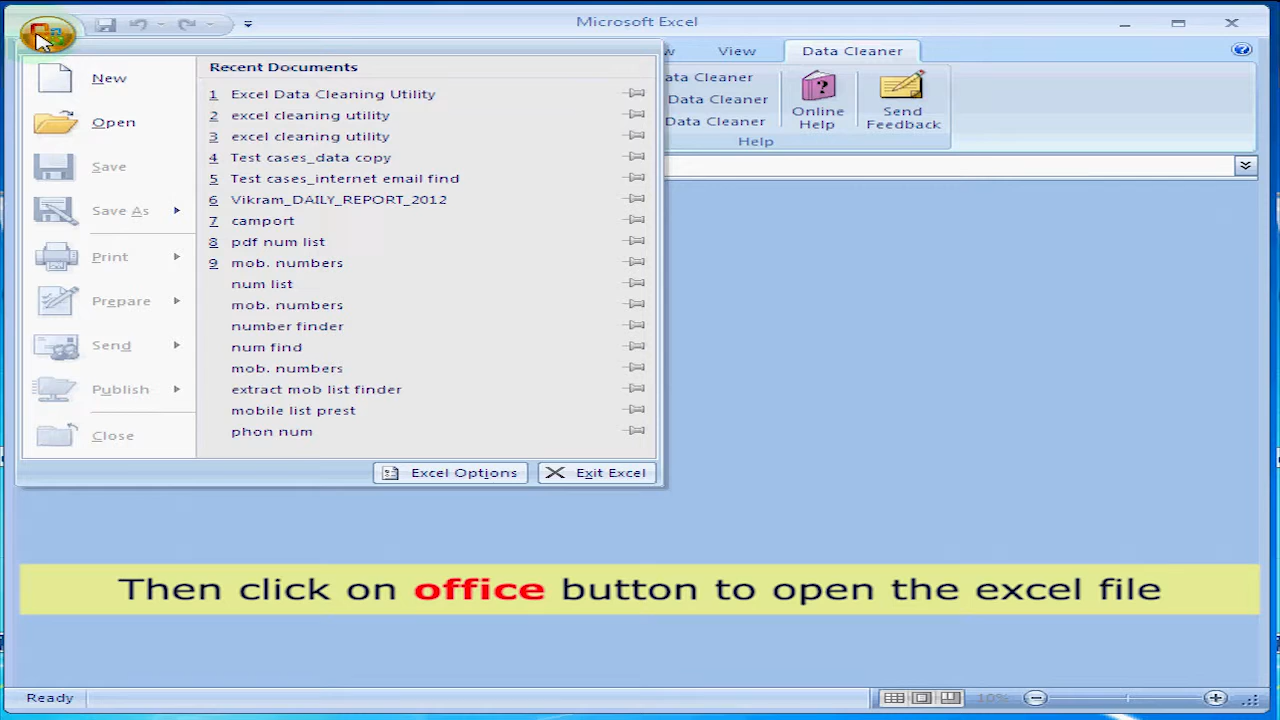 Microsoft Excel
View
Data Cleaner
New
Open
Save
Save As
Print
Prepare
Send
Publish
Close
Recent Documents
1 Excel Data Cleaning Utility
2 excel cleaning utility
3 excel cleaning utility
4 Test cases_data copy
5 Test cases_internet email find
6 Vikram_DAILY_REPORT_2012
7 camport
8 pdf num list
9 mob. numbers
num list
mob. numbers
number finder
num find
mob. numbers
extract mob list finder
mobile list prest
phon num
Excel Options
Exit Excel
ata Cleaner
Data Cleaner
Data Cleaner
Online
Help
Send
Feedback
Help
Then click on office button to open the excel file
Ready
10%